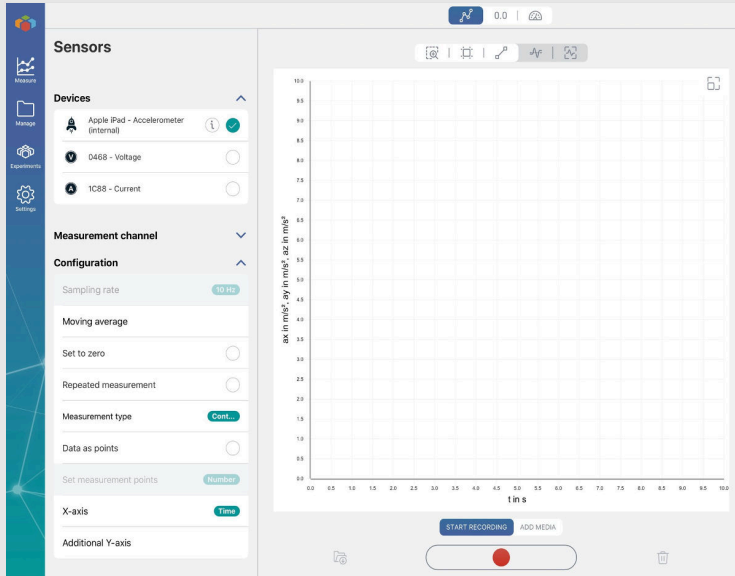 0.0
Sensors
Measure
Manage
Experiments
Settings
Devices
Apple iPad - Accelerometer
(internal)
i
V
0468 - Voltage
A
1C88 - Current
Measurement channel
Configuration
Sampling rate
10 Hz
Moving average
Set to zero
Repeated measurement
Measurement type
Cont...
Data as points
Set measurement points
Number
X-axis
Time
Additional Y-axis
ax in m/s², ay in m/s², az in m/s²
10.0
9.5
9.0
8.5
8.0
7.5
7.0
6.5
6.0
5.5
5.0
4.5
4.0
3.5
3.0
2.5
2.0
1.5
1.0
0.5
0.0
0.0 0.5 1.0 1.5 2.0 2.5 3.0 3.5 4.0 4.5 5.0 5.5 6.0 6.5 7.0 7.5 8.0 8.5 9.0 9.5 10.0
t in s
START RECORDING
ADD MEDIA